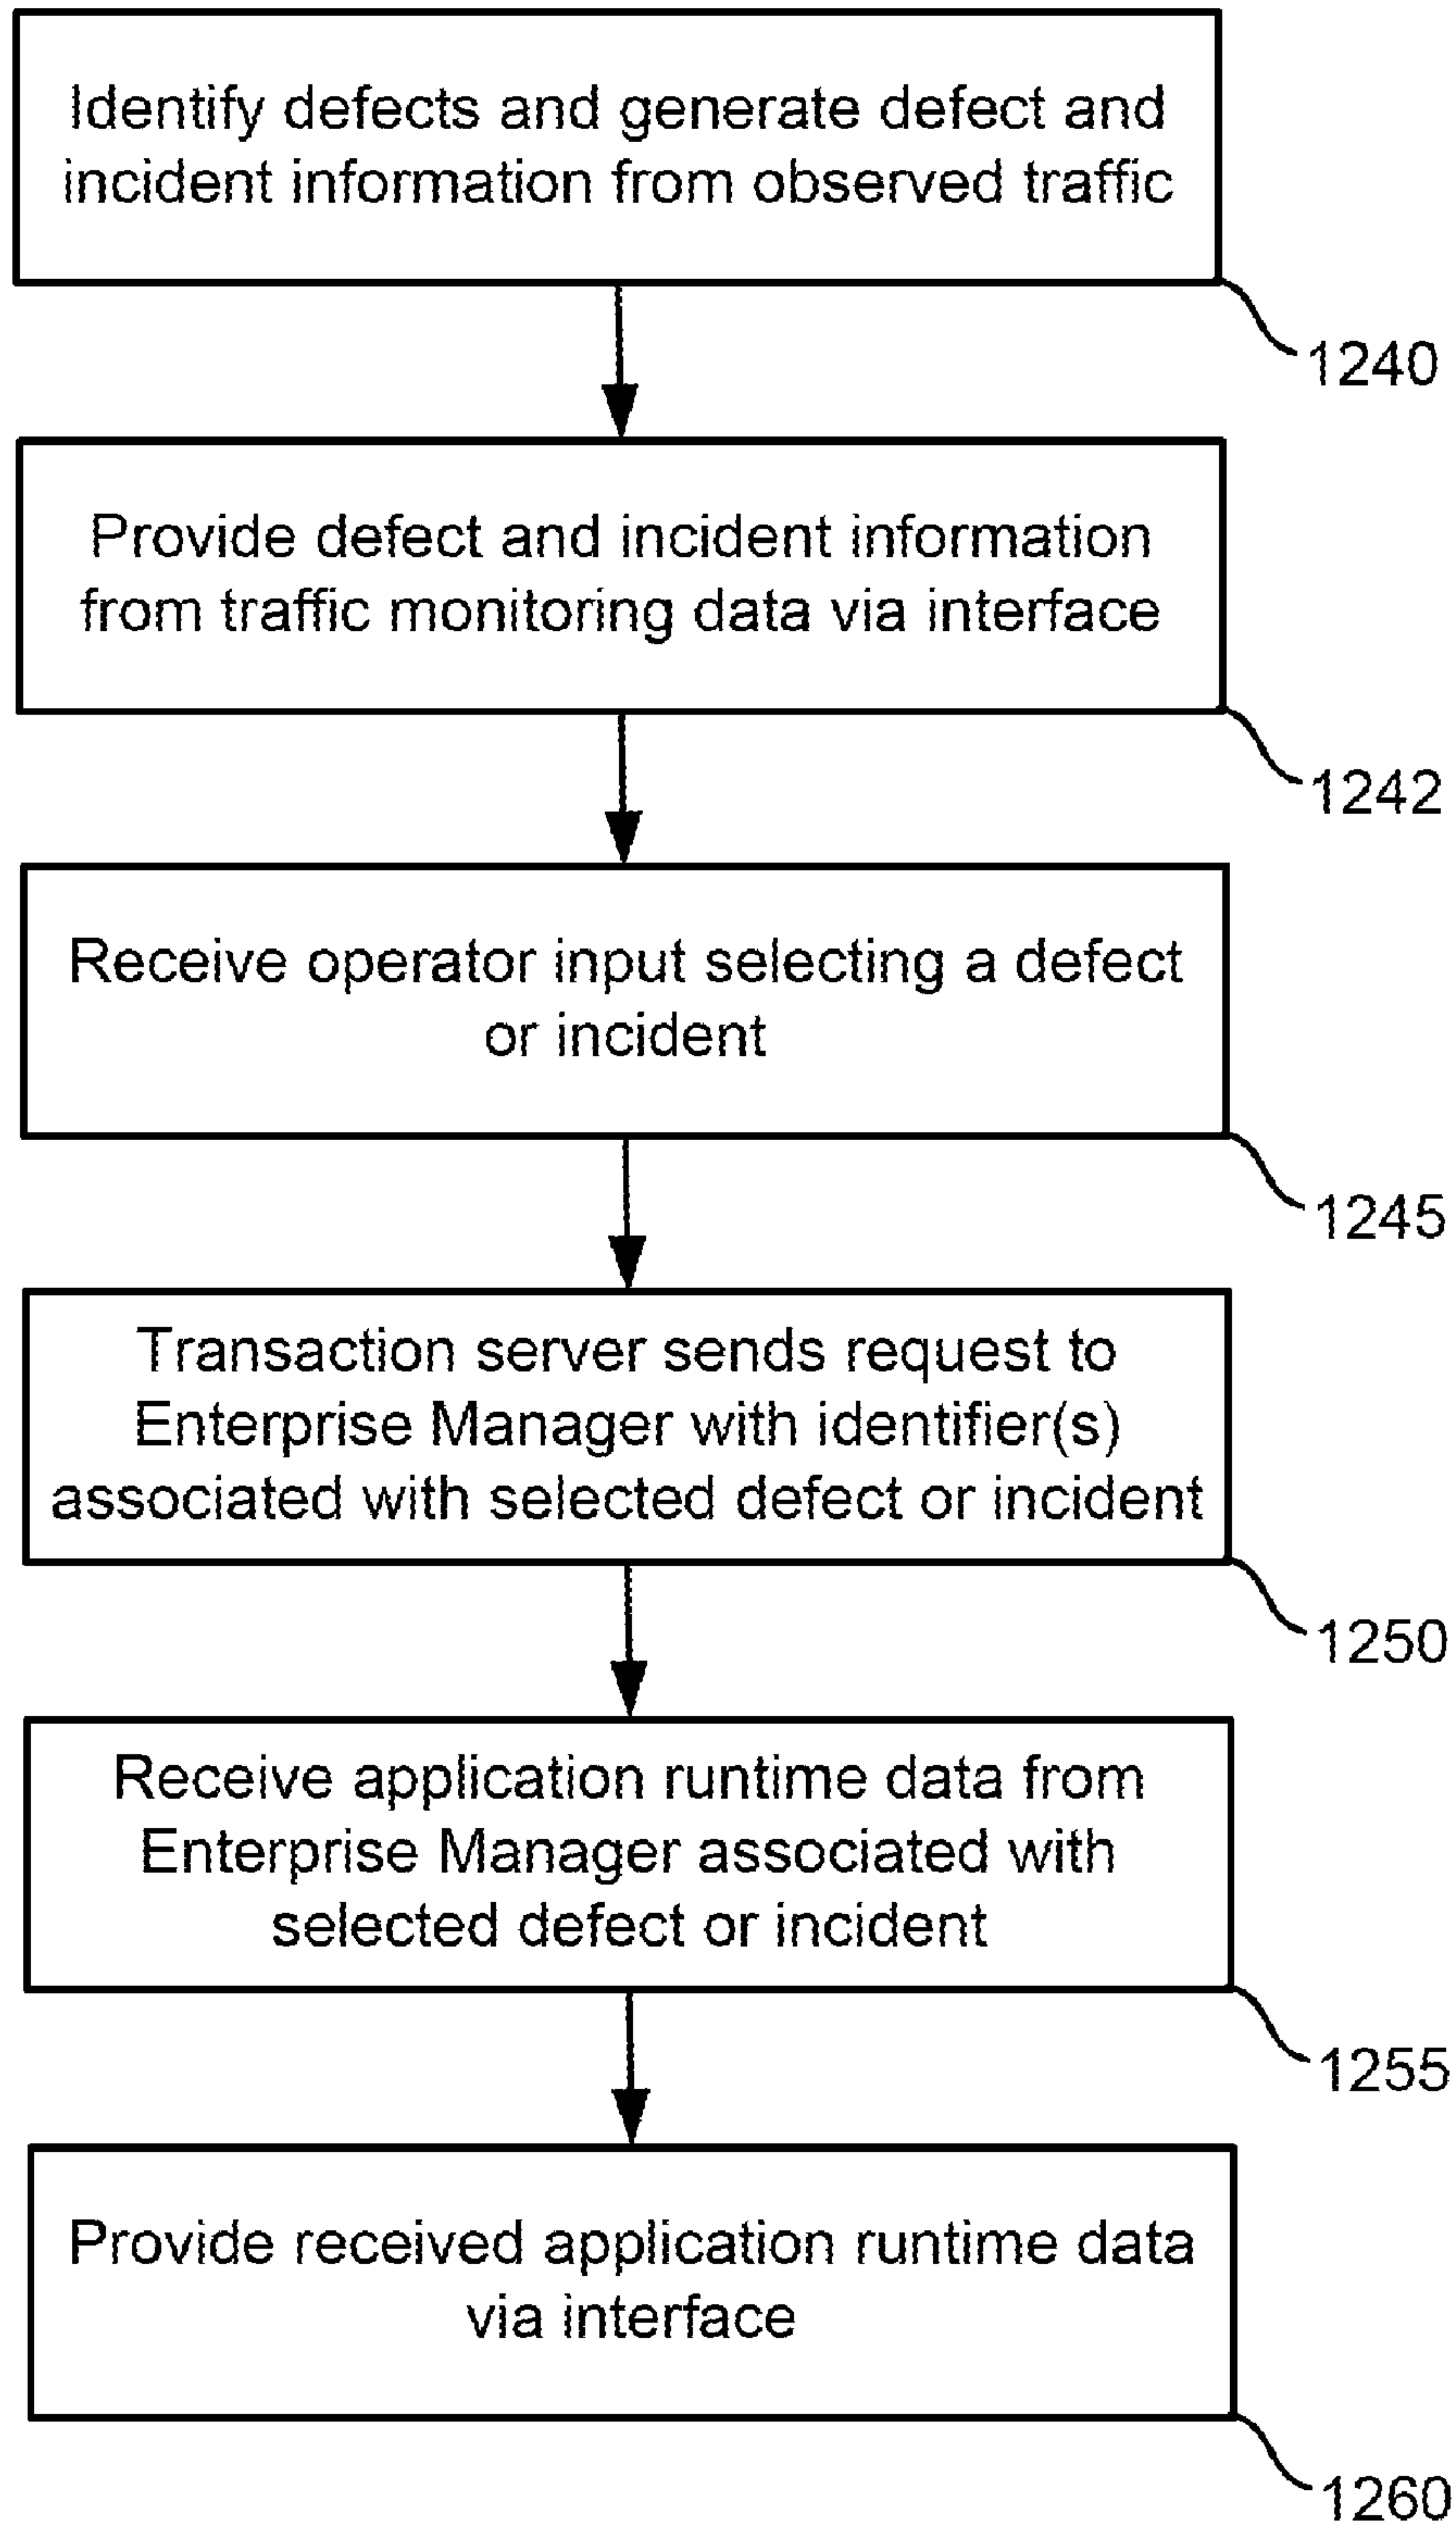 Identify defects and generate defect and
incident information from observed traffic
1240
Provide defect and incident information
from traffic monitoring data via interface
1242
Receive operator input selecting a defect
or incident
1245
Transaction server sends request to
Enterprise Manager with identifier(s)
associated with selected defect or incident
1250
Receive application runtime data from
Enterprise Manager associated with
selected defect or incident
1255
Provide received application runtime data
via interface
1260